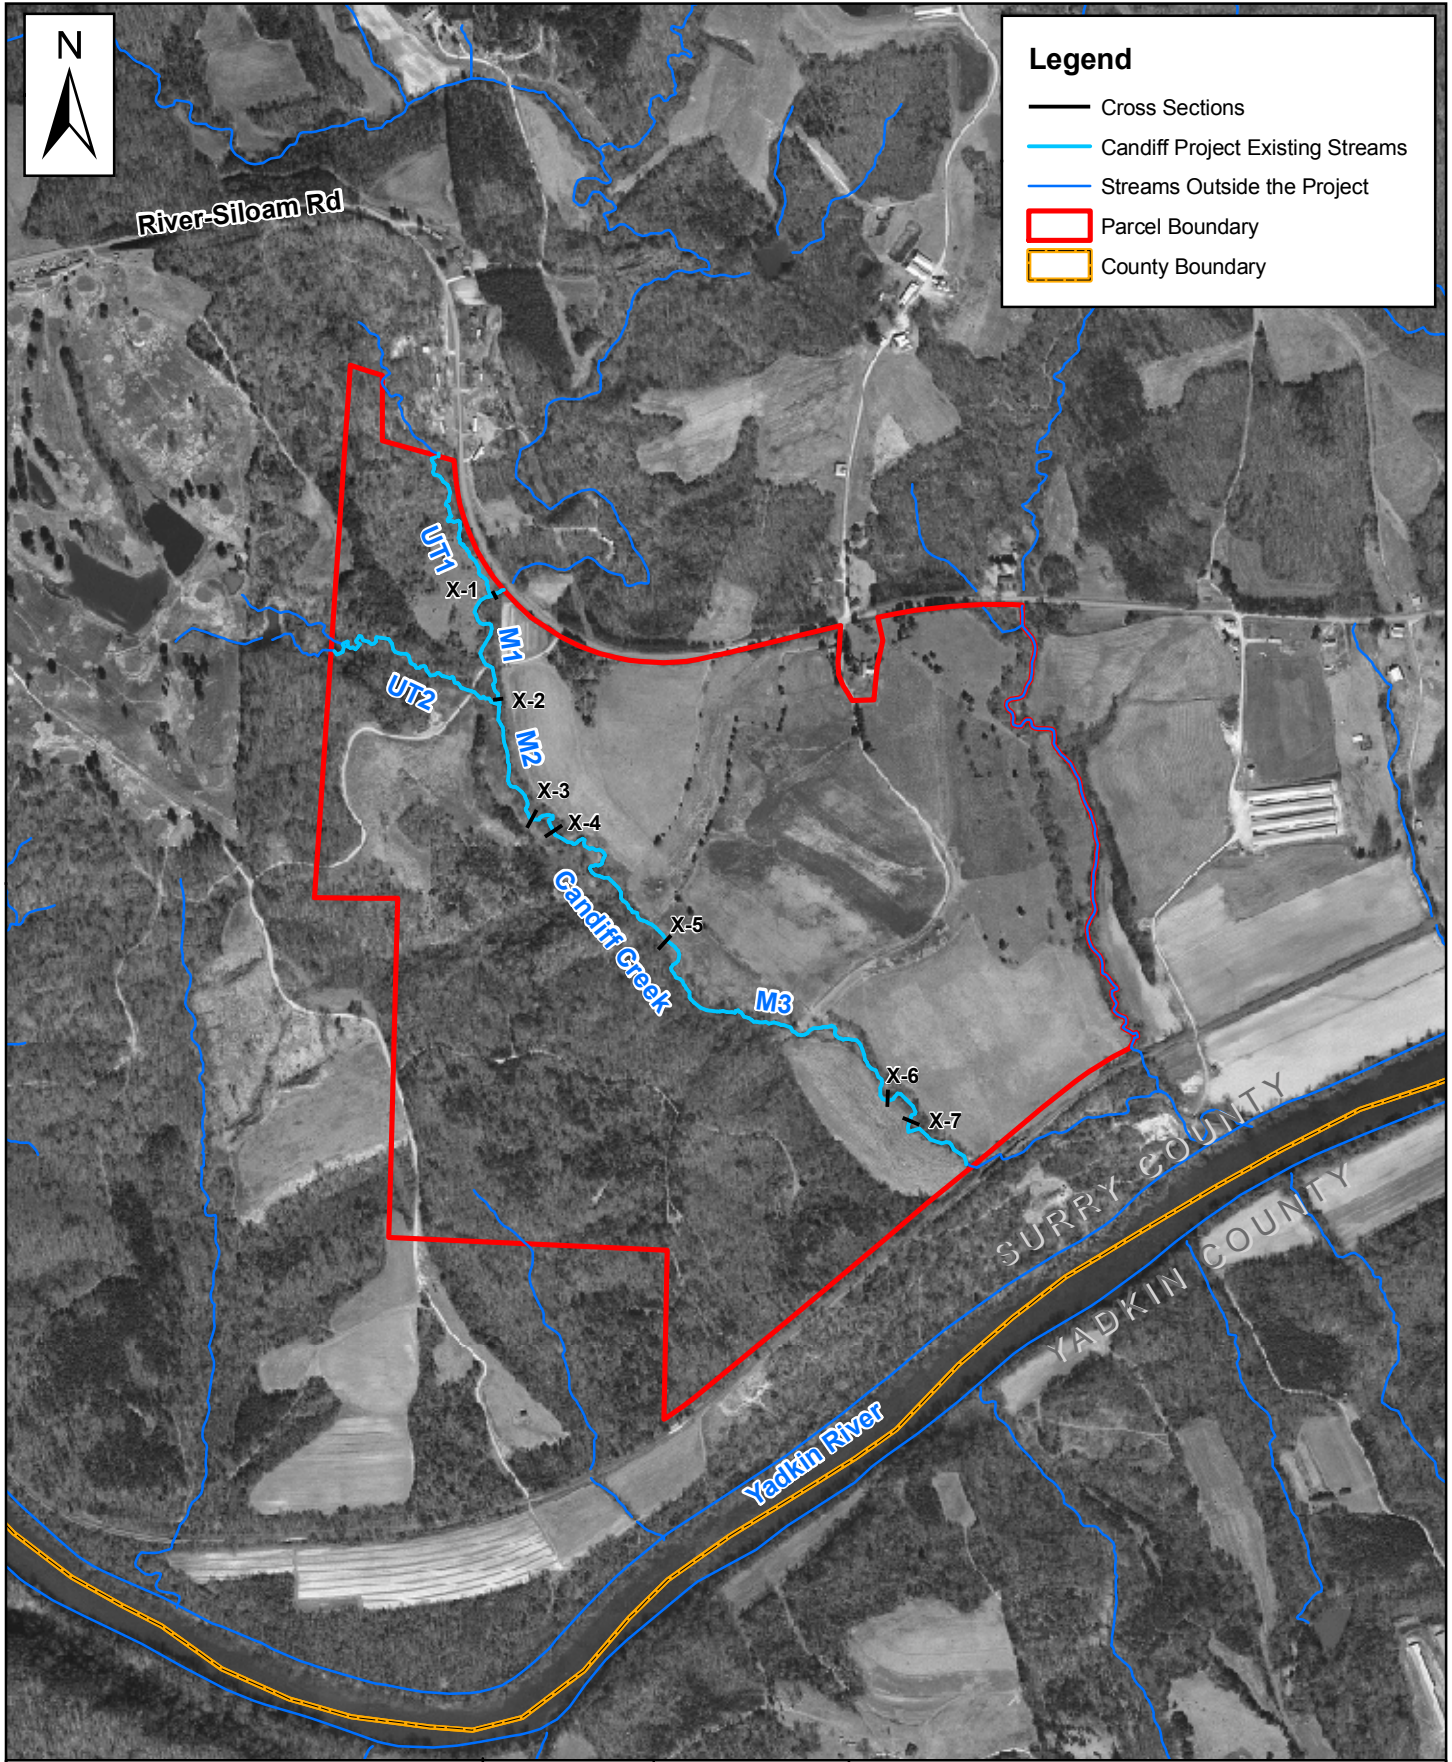 N
Legend
Cross Sections
Candiff Project Existing Streams
Streams Outside the Project
Parcel Boundary
County Boundary
River-Siloam Rd
UT1
X-1
M1
UT2
X-2
M2
X-3
X-4
Candiff Creek
X-5
M3
X-6
X-7
SURRY COUNTY
YADKIN COUNTY
Yadkin River